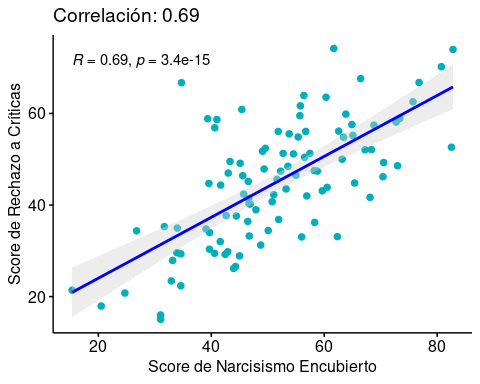 Correlación: 0.69
R = 0.69, p = 3.4e-15
Score de Rechazo a Críticas
60
40
20
20 40 60 80
Score de Narcisismo Encubierto